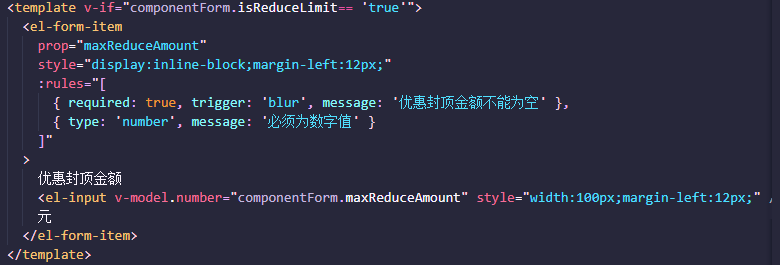 <template v-if="componentForm.isReduceLimit== 'true'">
<el-form-item
prop="maxReduceAmount"
style="display:inline-block;margin-left:12px;"
:rules="[
{ required: true, trigger: 'blur', message: '优惠封顶金额不能为空' },
{ type: 'number', message: '必须为数字值' }
]"
>
优惠封顶金额
<el-input v-model.number="componentForm.maxReduceAmount" style="width:100px;margin-left:12px;" /
元
</el-form-item>
</template>